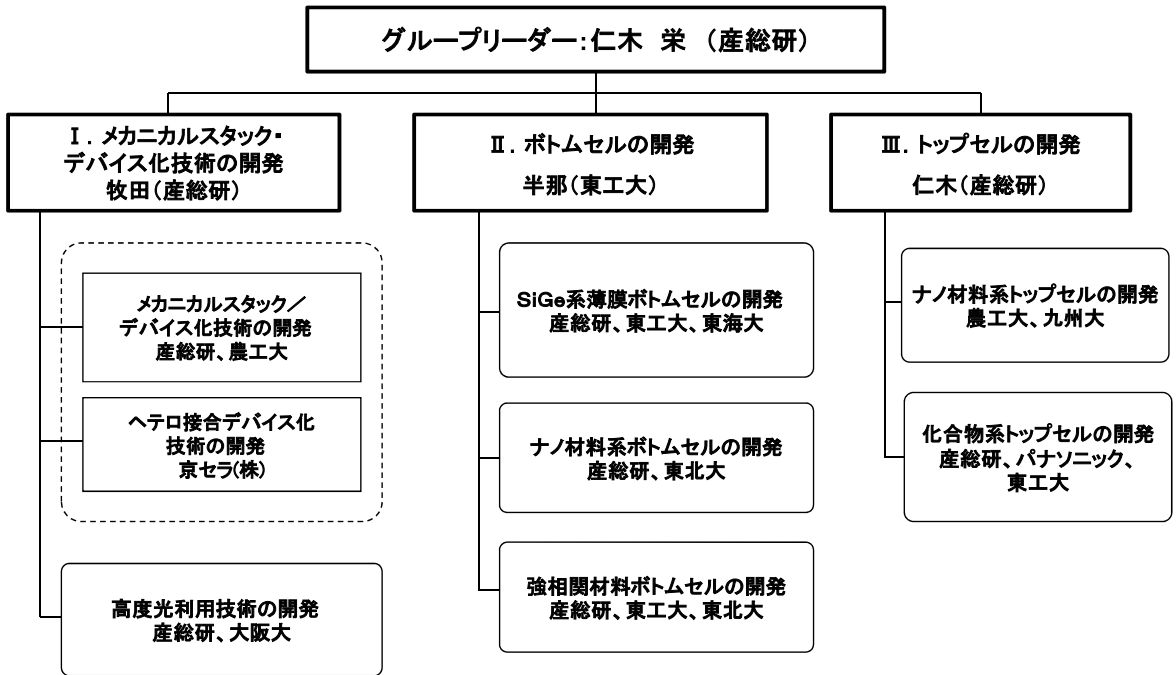 グループリーダー:仁木　栄　（産総研）
Ⅰ．メカニカルスタック・
デバイス化技術の開発
牧田（産総研）
メカニカルスタック／
デバイス化技術の開発
産総研、農工大
ヘテロ接合デバイス化
技術の開発
京セラ(株)
高度光利用技術の開発
産総研、大阪大
Ⅱ．ボトムセルの開発
半那（東工大）
SiGe系薄膜ボトムセルの開発
産総研、東工大、東海大
ナノ材料系ボトムセルの開発
産総研、東北大
強相関材料ボトムセルの開発
産総研、東工大、東北大
Ⅲ．トップセルの開発
仁木（産総研）
ナノ材料系トップセルの開発
農工大、九州大
化合物系トップセルの開発
産総研、パナソニック、
東工大